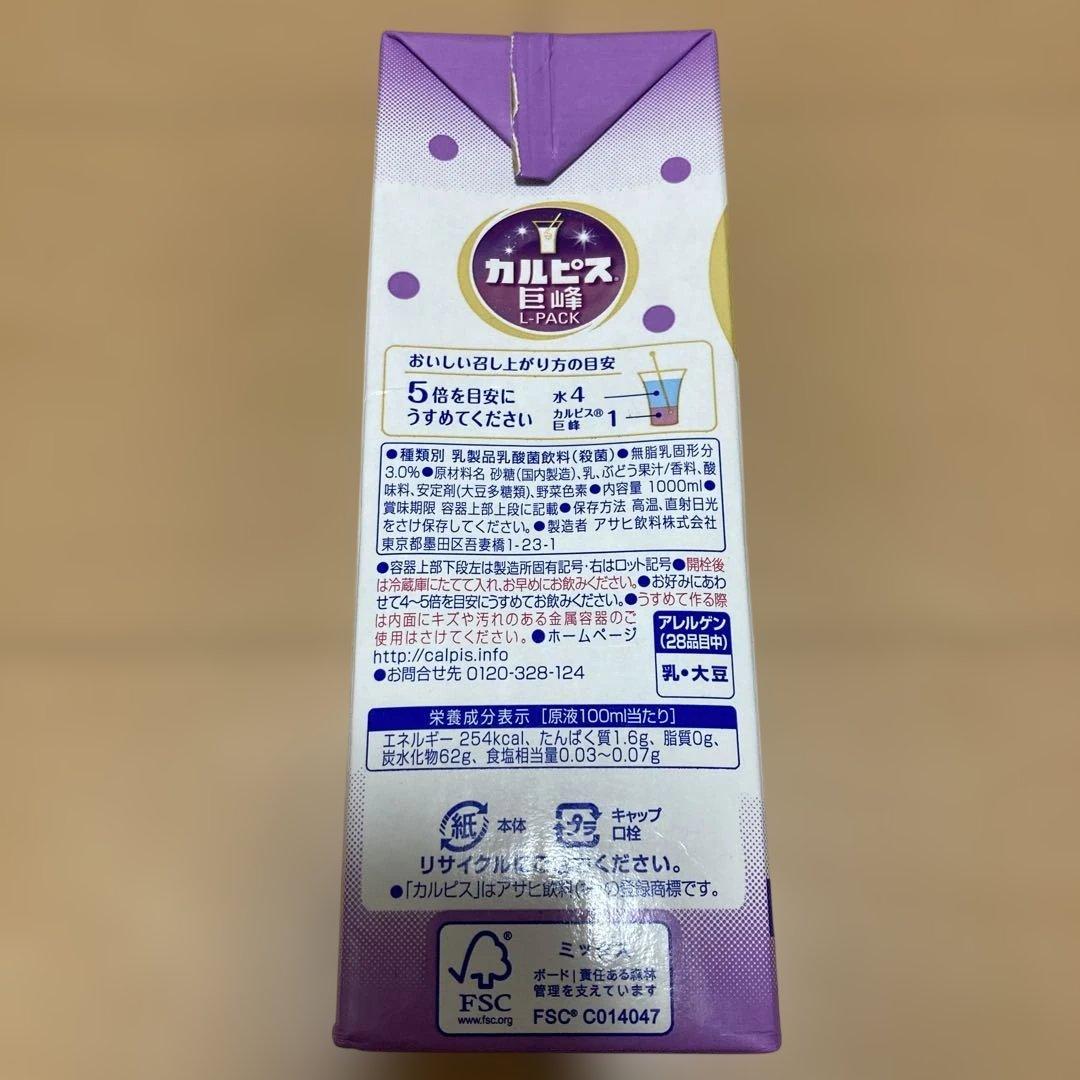 カルピス®
巨峰
L-PACK
おいしい召し上がり方の目安
5倍を目安に
うすめてください
水4
カルピス®
巨峰 1
●種類別 乳製品乳酸菌飲料(殺菌)●無脂乳固形分
3.0%●原材料名 砂糖(国内製造)、乳、ぶどう果汁/香料、酸
味料、安定剤(大豆多糖類)、野菜色素●内容量 1000ml●
賞味期限 容器上部上段に記載●保存方法 高温、直射日光
をさけ保存してください。●製造者 アサヒ飲料株式会社
東京都墨田区吾妻橋1-23-1
●容器上部下段左は製造所固有記号・右はロット記号●開栓後
は冷蔵庫にたてて入れ、お早めにお飲みください。●お好みにあわ
せて4〜5倍を目安にうすめてお飲みください。●うすめて作る際
は内面にキズや汚れのある金属容器のご
使用はさけてください。●ホームページ
http://calpis.info
●お問合せ先 0120-328-124
アレルゲン
(28品目中)
乳・大豆
栄養成分表示 [原液100ml当たり]
エネルギー 254kcal、たんぱく質1.6g、脂質0g、
炭水化物62g、食塩相当量0.03〜0.07g
紙 本体
プラ キャップ
口栓
リサイクルにご ください。
●「カルピス」はアサヒ飲料 の登録商標です。
FSC®
www.fsc.org
ミックス
ボード|責任ある森林
管理を支えています
FSC® C014047